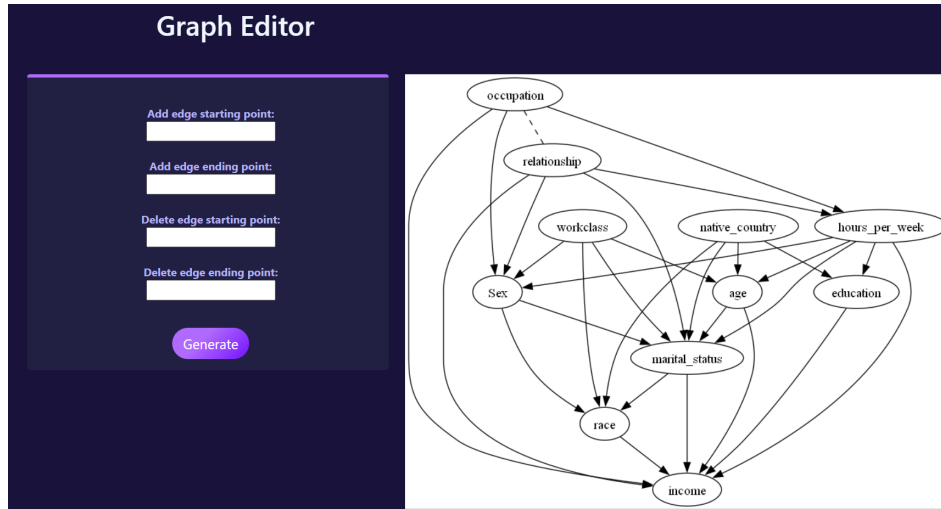 Graph Editor
Add edge starting point:
Add edge ending point:
Delete edge starting point:
Delete edge ending point:
Generate
occupation
relationship
workclass
native_country
hours_per_week
Sex
age
education
marital_status
race
income